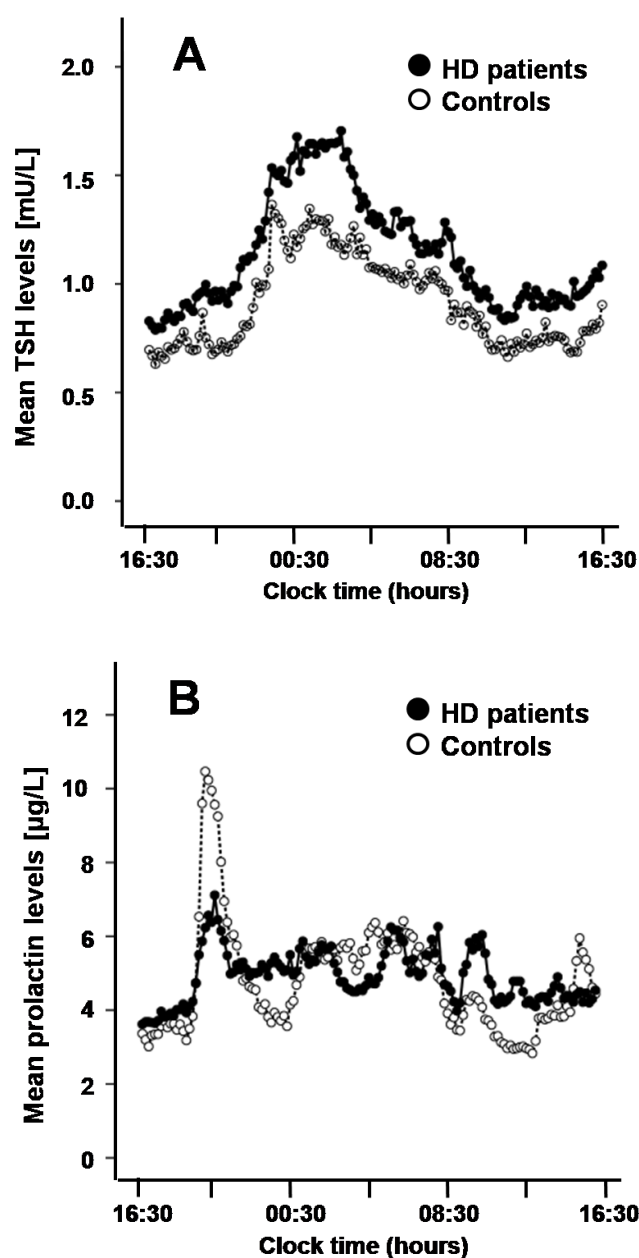 A
HD patients
Controls
Mean TSH levels [mU/L]
2.0
1.5
1.0
0.5
0.0
16:30 00:30 08:30 16:30
Clock time (hours)
B
HD patients
Controls
Mean prolactin levels [µg/L]
12
10
8
6
4
2
0
16:30 00:30 08:30 16:30
Clock time (hours)